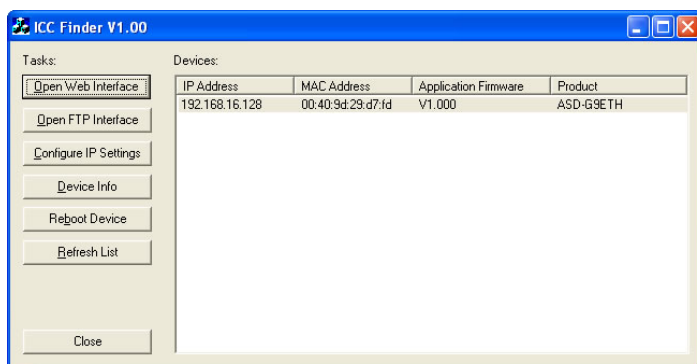 ICC Finder V1.00
Tasks:
Devices:
Open Web Interface
Open FTP Interface
Configure IP Settings
Device Info
Reboot Device
Refresh List
Close
IP Address MAC Address Application Firmware Product
192.168.16.128 00:40:9d:29:d7:fd V1.000 ASD-G9ETH